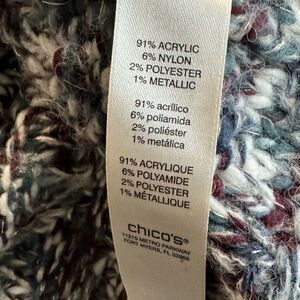 91% ACRYLIC
6% NYLON
2% POLYESTER
1% METALLIC
91% acrílico
6% poliamida
2% poliéster
1% metálica
91% ACRYLIQUE
6% POLYAMIDE
2% POLYESTER
1% MÉTALLIQUE
chico's®
11215 METRO PARKWAY
FORT MYERS, FL 33966